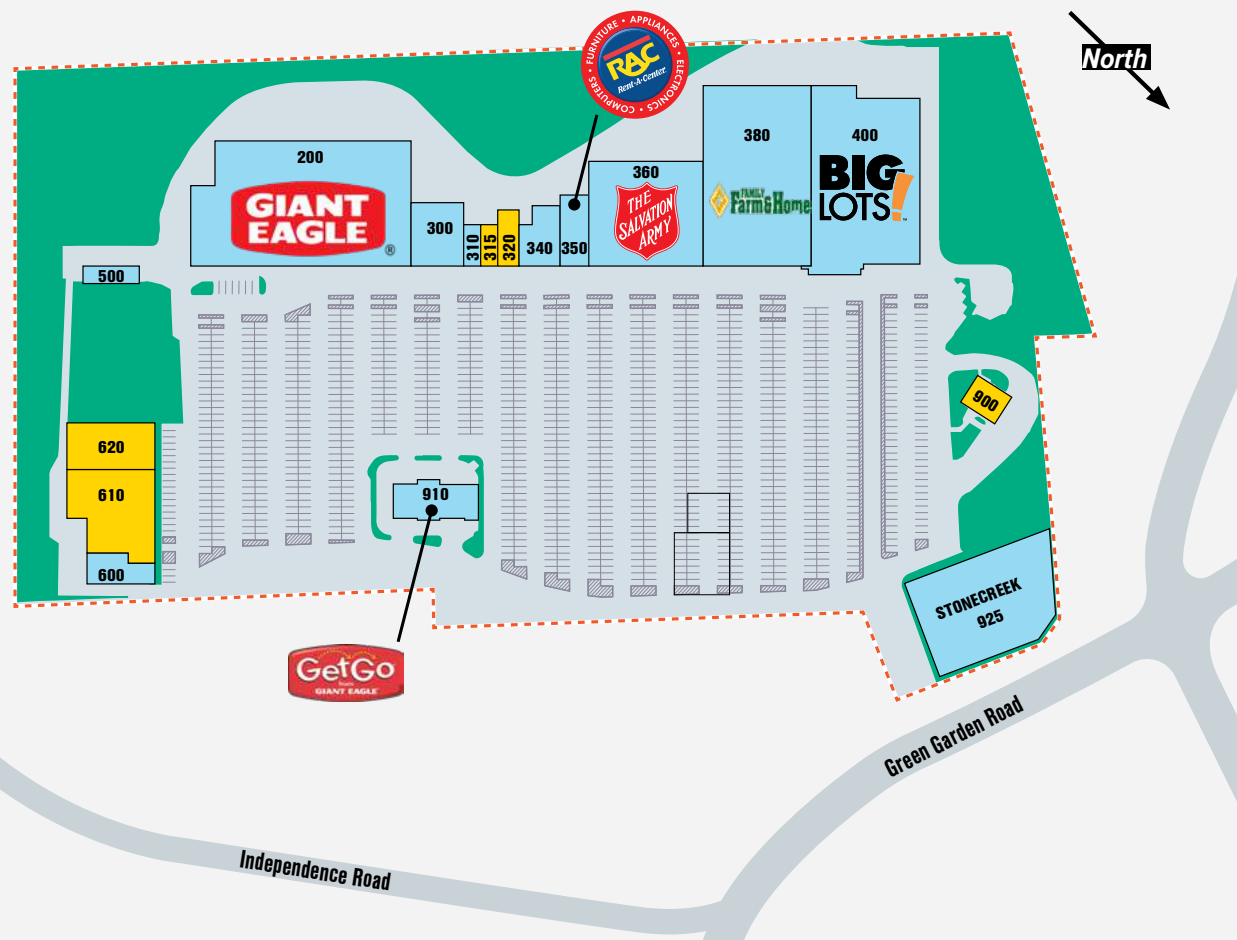 FURNITURE • APPLIANCES • ELECTRONICS • COMPUTERS •
RAC
Rent-A-Center
North
200
GIANT
EAGLE
®
300
310
315
320
340
350
360
THE
SALVATION
ARMY
380
FAMILY
Farm&Home
400
BIG
LOTS!
™
500
900
620
610
600
910
STONECREEK
925
GetGo
from
GIANT EAGLE
Green Garden Road
Independence Road